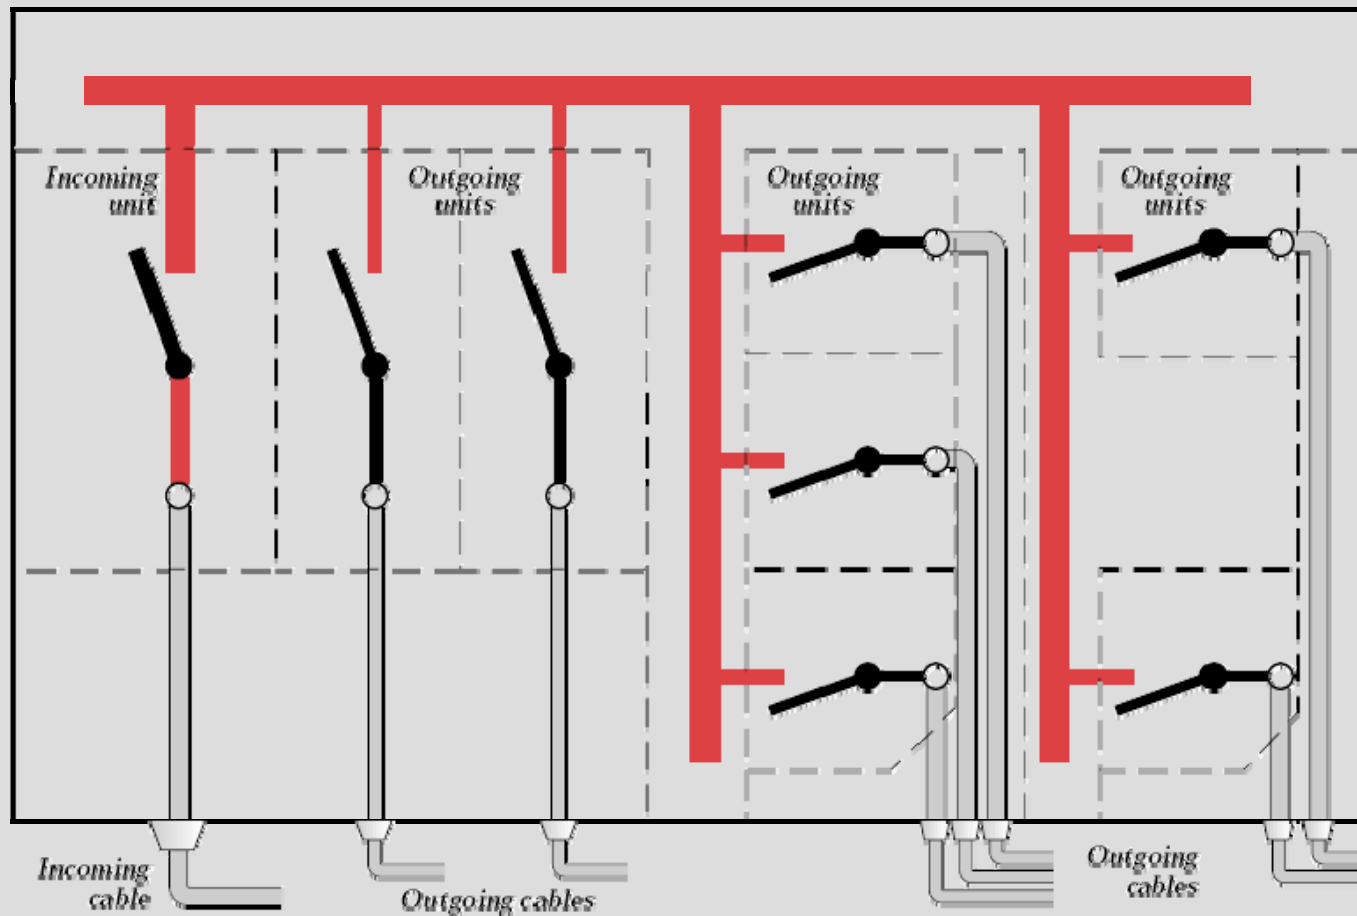 Incoming
unit
Outgoing
units
Outgoing
units
Outgoing
units
Incoming
cable
Outgoing cables
Outgoing
cables